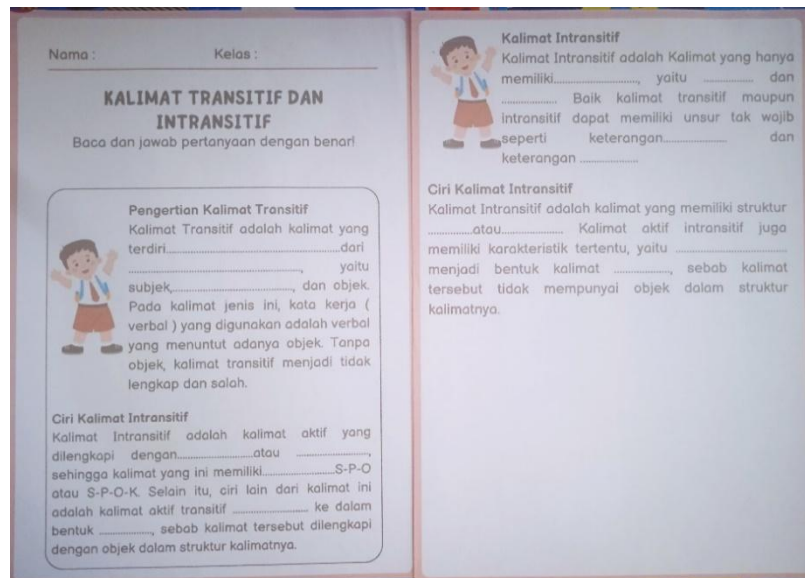 Nama : Kelas :
KALIMAT TRANSITIF DAN
INTRANSITIF
Baca dan jawab pertanyaan dengan benar!
Pengertian Kalimat Transitif
Kalimat Transitif adalah kalimat yang
terdiri..............................................dari
.............................................., yaitu
subjek,................................, dan objek.
Pada kalimat jenis ini, kata kerja (
verbal ) yang digunakan adalah verbal
yang menuntut adanya objek. Tanpa
objek, kalimat transitif menjadi tidak
lengkap dan salah.
Ciri Kalimat Intransitif
Kalimat Intransitif adalah kalimat aktif yang
dilengkapi dengan.....................atau ....................,
sehingga kalimat yang ini memiliki....................S-P-O
atau S-P-O-K. Selain itu, ciri lain dari kalimat ini
adalah kalimat aktif transitif .................... ke dalam
bentuk ..............., sebab kalimat tersebut dilengkapi
dengan objek dalam struktur kalimatnya.
Kalimat Intransitif
Kalimat Intransitif adalah Kalimat yang hanya
memiliki......................., yaitu .............. dan
............... Baik kalimat transitif maupun
intransitif dapat memiliki unsur tak wajib
seperti keterangan.................. dan
keterangan ................
Ciri Kalimat Intransitif
Kalimat Intransitif adalah kalimat yang memiliki struktur
.............atau................. Kalimat aktif intransitif juga
memiliki karakteristik tertentu, yaitu ..............................
menjadi bentuk kalimat ..............., sebab kalimat
tersebut tidak mempunyai objek dalam struktur
kalimatnya.